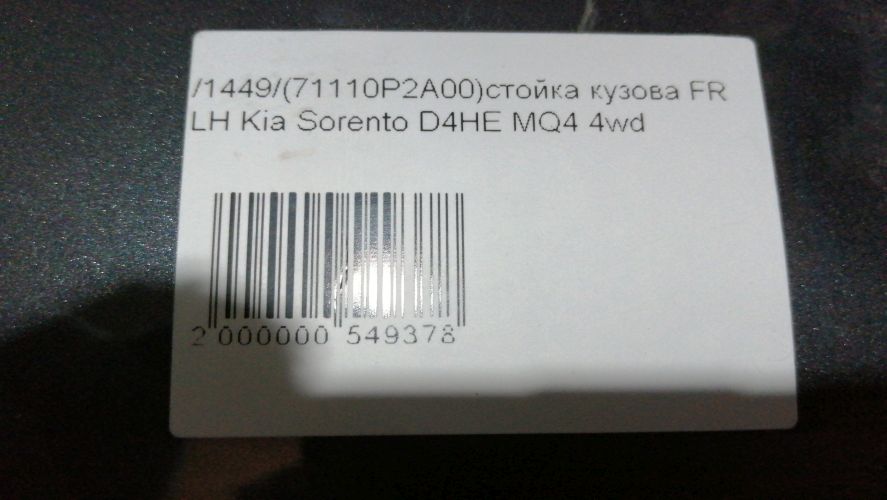 /1449/(71110P2A00)стойка кузова FR
LH Kia Sorento D4HE MQ4 4wd
2 000000 549378